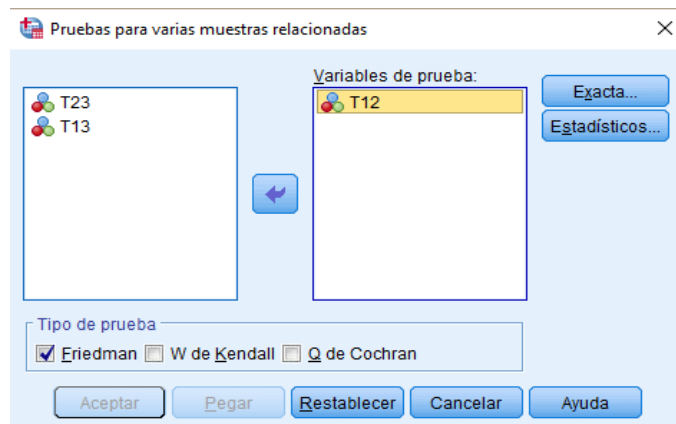 Pruebas para varias muestras relacionadas
Variables de prueba:
T23
T13
T12
Exacta...
Estadísticos...
Tipo de prueba
Friedman W de Kendall Q de Cochran
Aceptar Pegar Restablecer Cancelar Ayuda